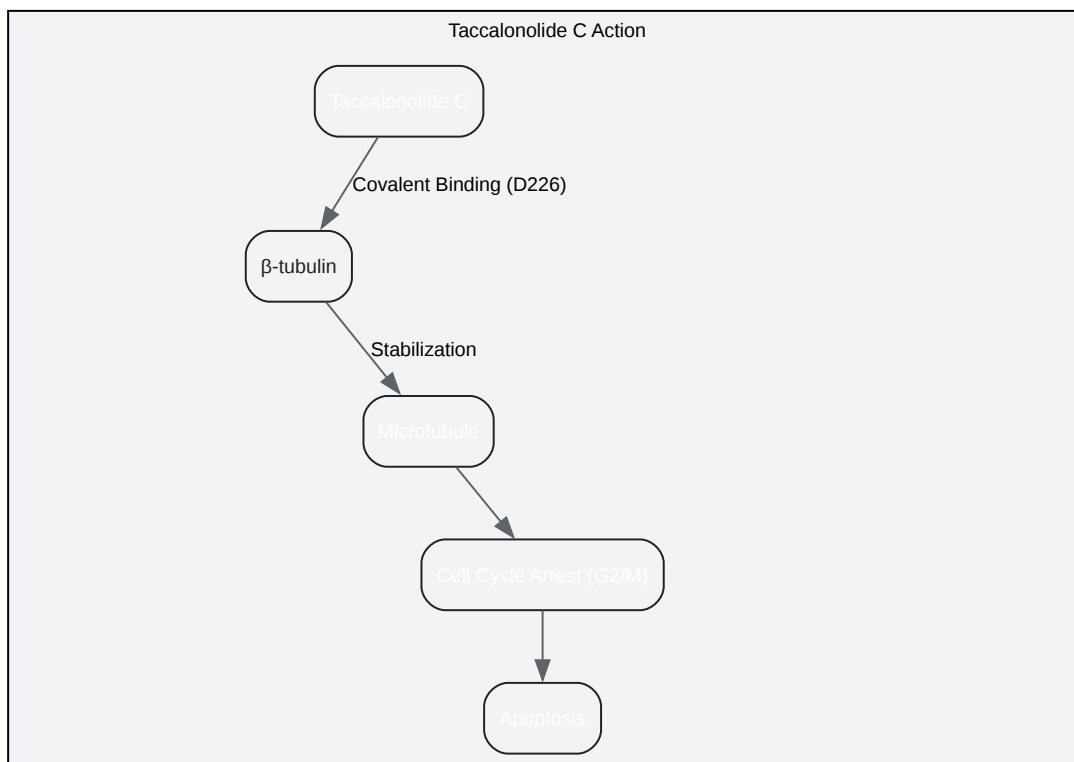 Taccalonolide C Action
Taccalonolide C
Covalent Binding (D226)
β-tubulin
Stabilization
Microtubule
Cell Cycle Arrest (G2/M)
Apoptosis